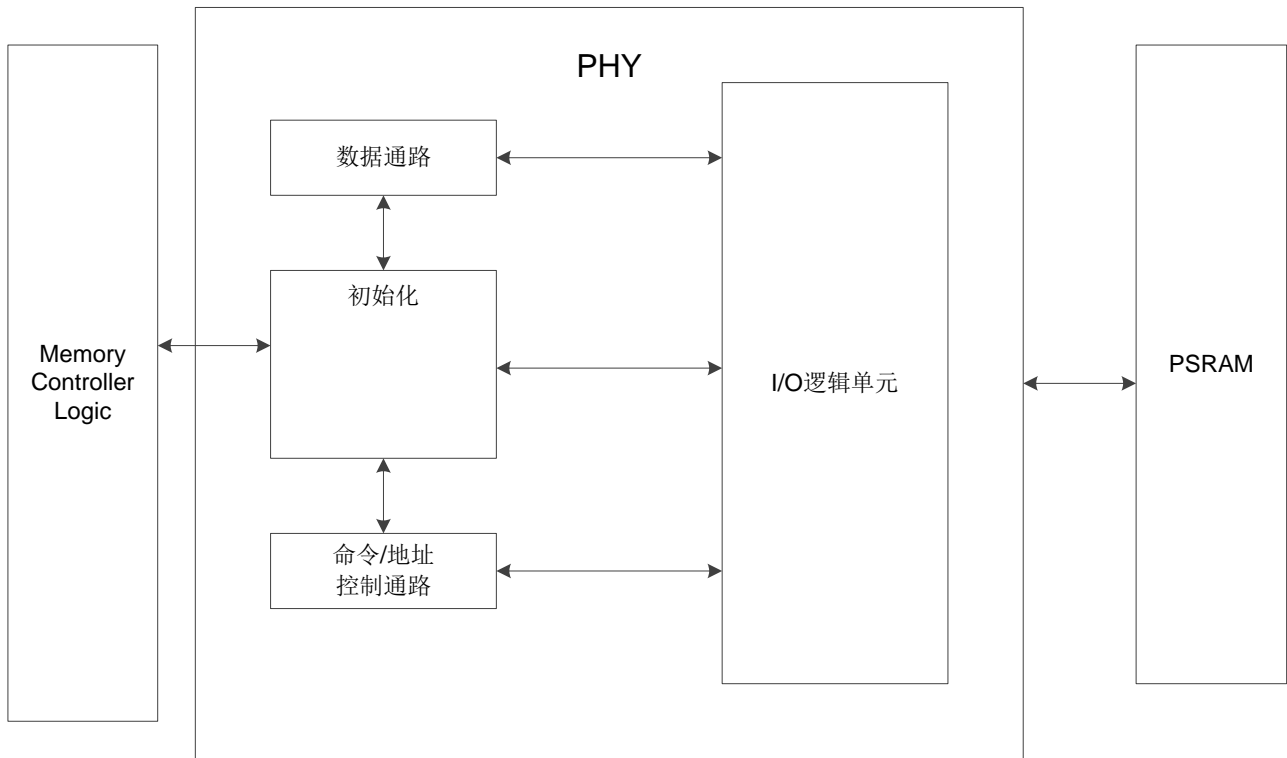 PHY
数据通路
初始化
Memory
Controller
Logic
I/O逻辑单元
PSRAM
命令/地址
控制通路